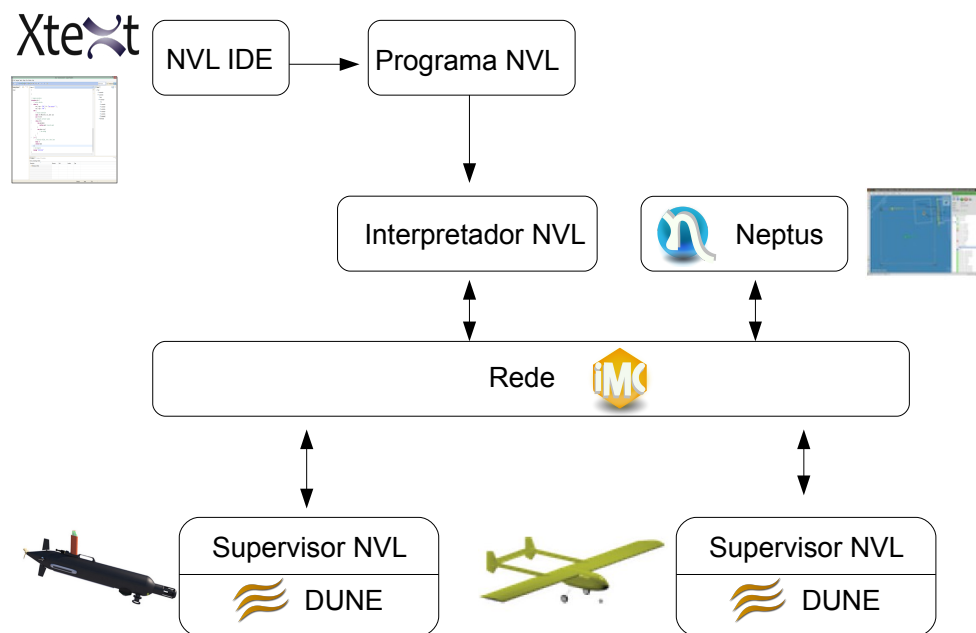 Xtext
NVL IDE
Programa NVL
Interpretador NVL
Neptus
Rede
iMC
Supervisor NVL
DUNE
Supervisor NVL
DUNE